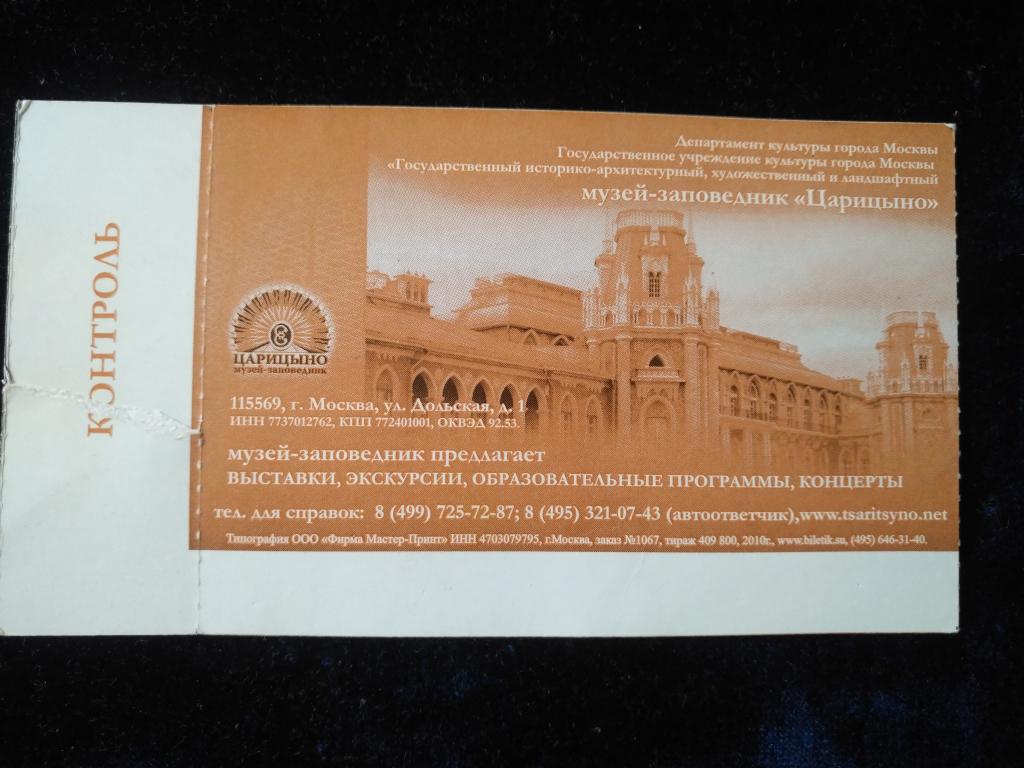 КОНТРОЛЬ
Департамент культуры города Москвы
Государственное учреждение культуры города Москвы
«Государственный историко-архитектурный, художественный и ландшафтный
музей-заповедник «Царицыно»
ЦАРИЦЫНО
музей-заповедник
115569, г. Москва, ул. Дольская, д. 1
ИНН 7737012762, КПП 772401001, ОКВЭД 92.53.
музей-заповедник предлагает
ВЫСТАВКИ, ЭКСКУРСИИ, ОБРАЗОВАТЕЛЬНЫЕ ПРОГРАММЫ, КОНЦЕРТЫ
тел. для справок: 8 (499) 725-72-87; 8 (495) 321-07-43 (автоответчик),www.tsaritsyno.net
Типография ООО «Фирма Мастер-Принт» ИНН 4703079795, г.Москва, заказ №1067, тираж 409 800, 2010г., www.biletik.su, (495) 646-31-40.